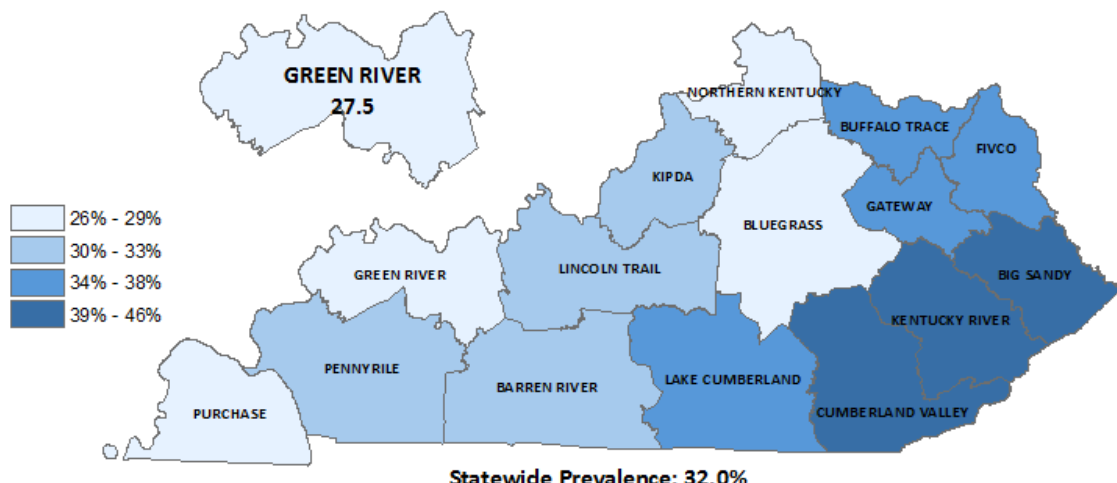 GREEN RIVER
27.5
NORTHERN KENTUCKY
BUFFALO TRACE
FIVCO
KIPDA
GATEWAY
26% - 29%
30% - 33%
34% - 38%
39% - 46%
BLUEGRASS
GREEN RIVER
LINCOLN TRAIL
BIG SANDY
KENTUCKY RIVER
PENNYRILE
BARREN RIVER
LAKE CUMBERLAND
PURCHASE
CUMBERLAND VALLEY
Statewide Prevalence: 32.0%